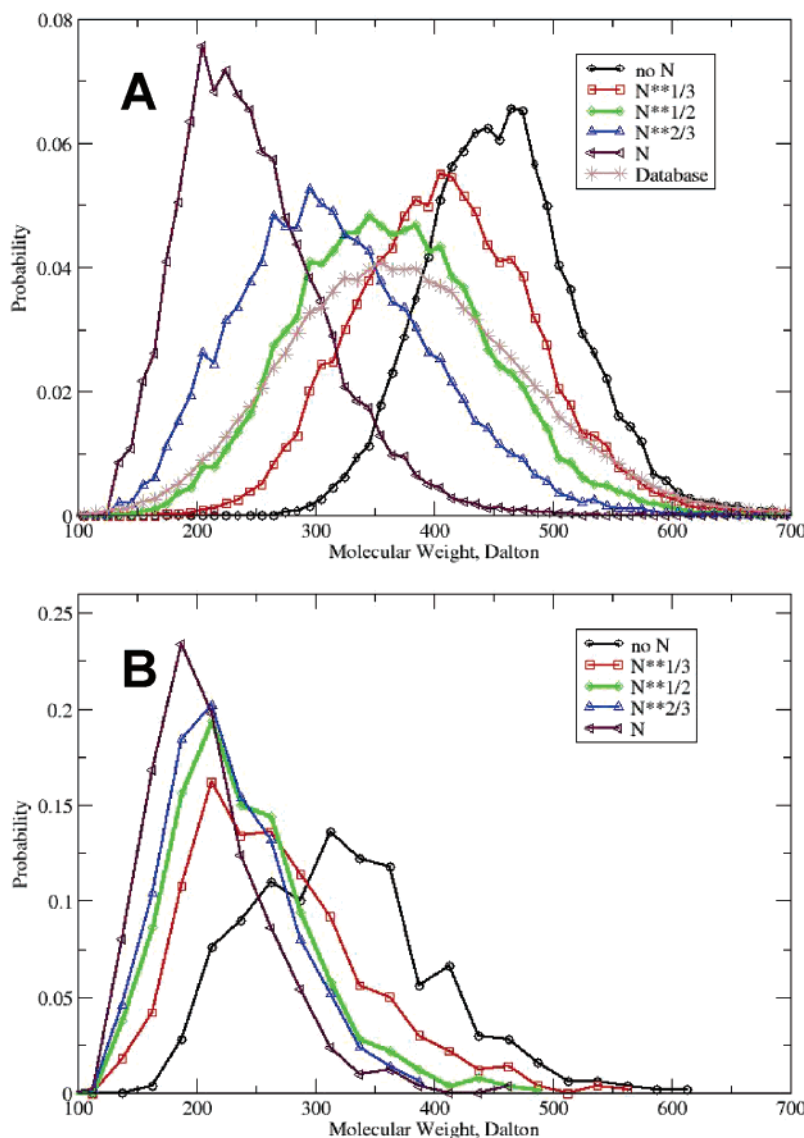 0.08
A
no N
N**1/3
N**1/2
N**2/3
N
Database
0.06
0.04
0.02
0
Probability
100 200 300 400 500 600 700
Molecular Weight, Dalton
0.25
B
no N
N**1/3
N**1/2
N**2/3
N
0.2
0.15
0.1
0.05
0
Probability
100 200 300 400 500 600 700
Molecular Weight, Dalton